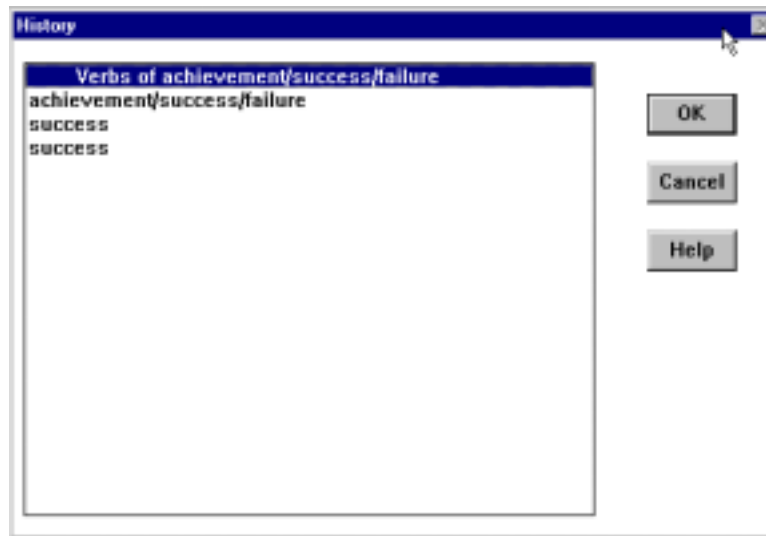 History
Verbs of achievement/success/failure
achievement/success/failure
success
success
OK
Cancel
Help